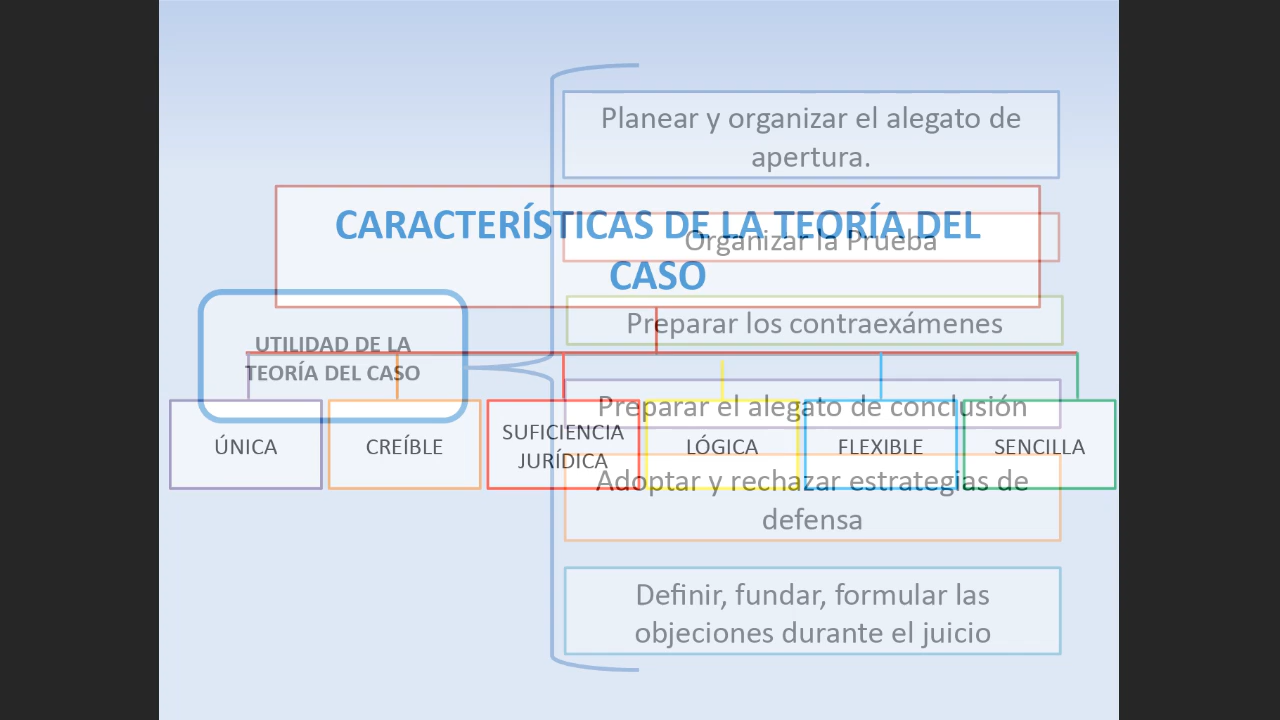 Planear y organizar el alegato de
apertura.
CARACTERÍSTICAS DE LA TEORÍA DEL
CASO
Organizar la Prueba
Preparar los contraexámenes
UTILIDAD DE LA
TEORÍA DEL CASO
Preparar el alegato de conclusión
ÚNICA
CREÍBLE
SUFICIENCIA
JURÍDICA
LÓGICA
FLEXIBLE
SENCILLA
Adoptar y rechazar estrategias de
defensa
Definir, fundar, formular las
objeciones durante el juicio